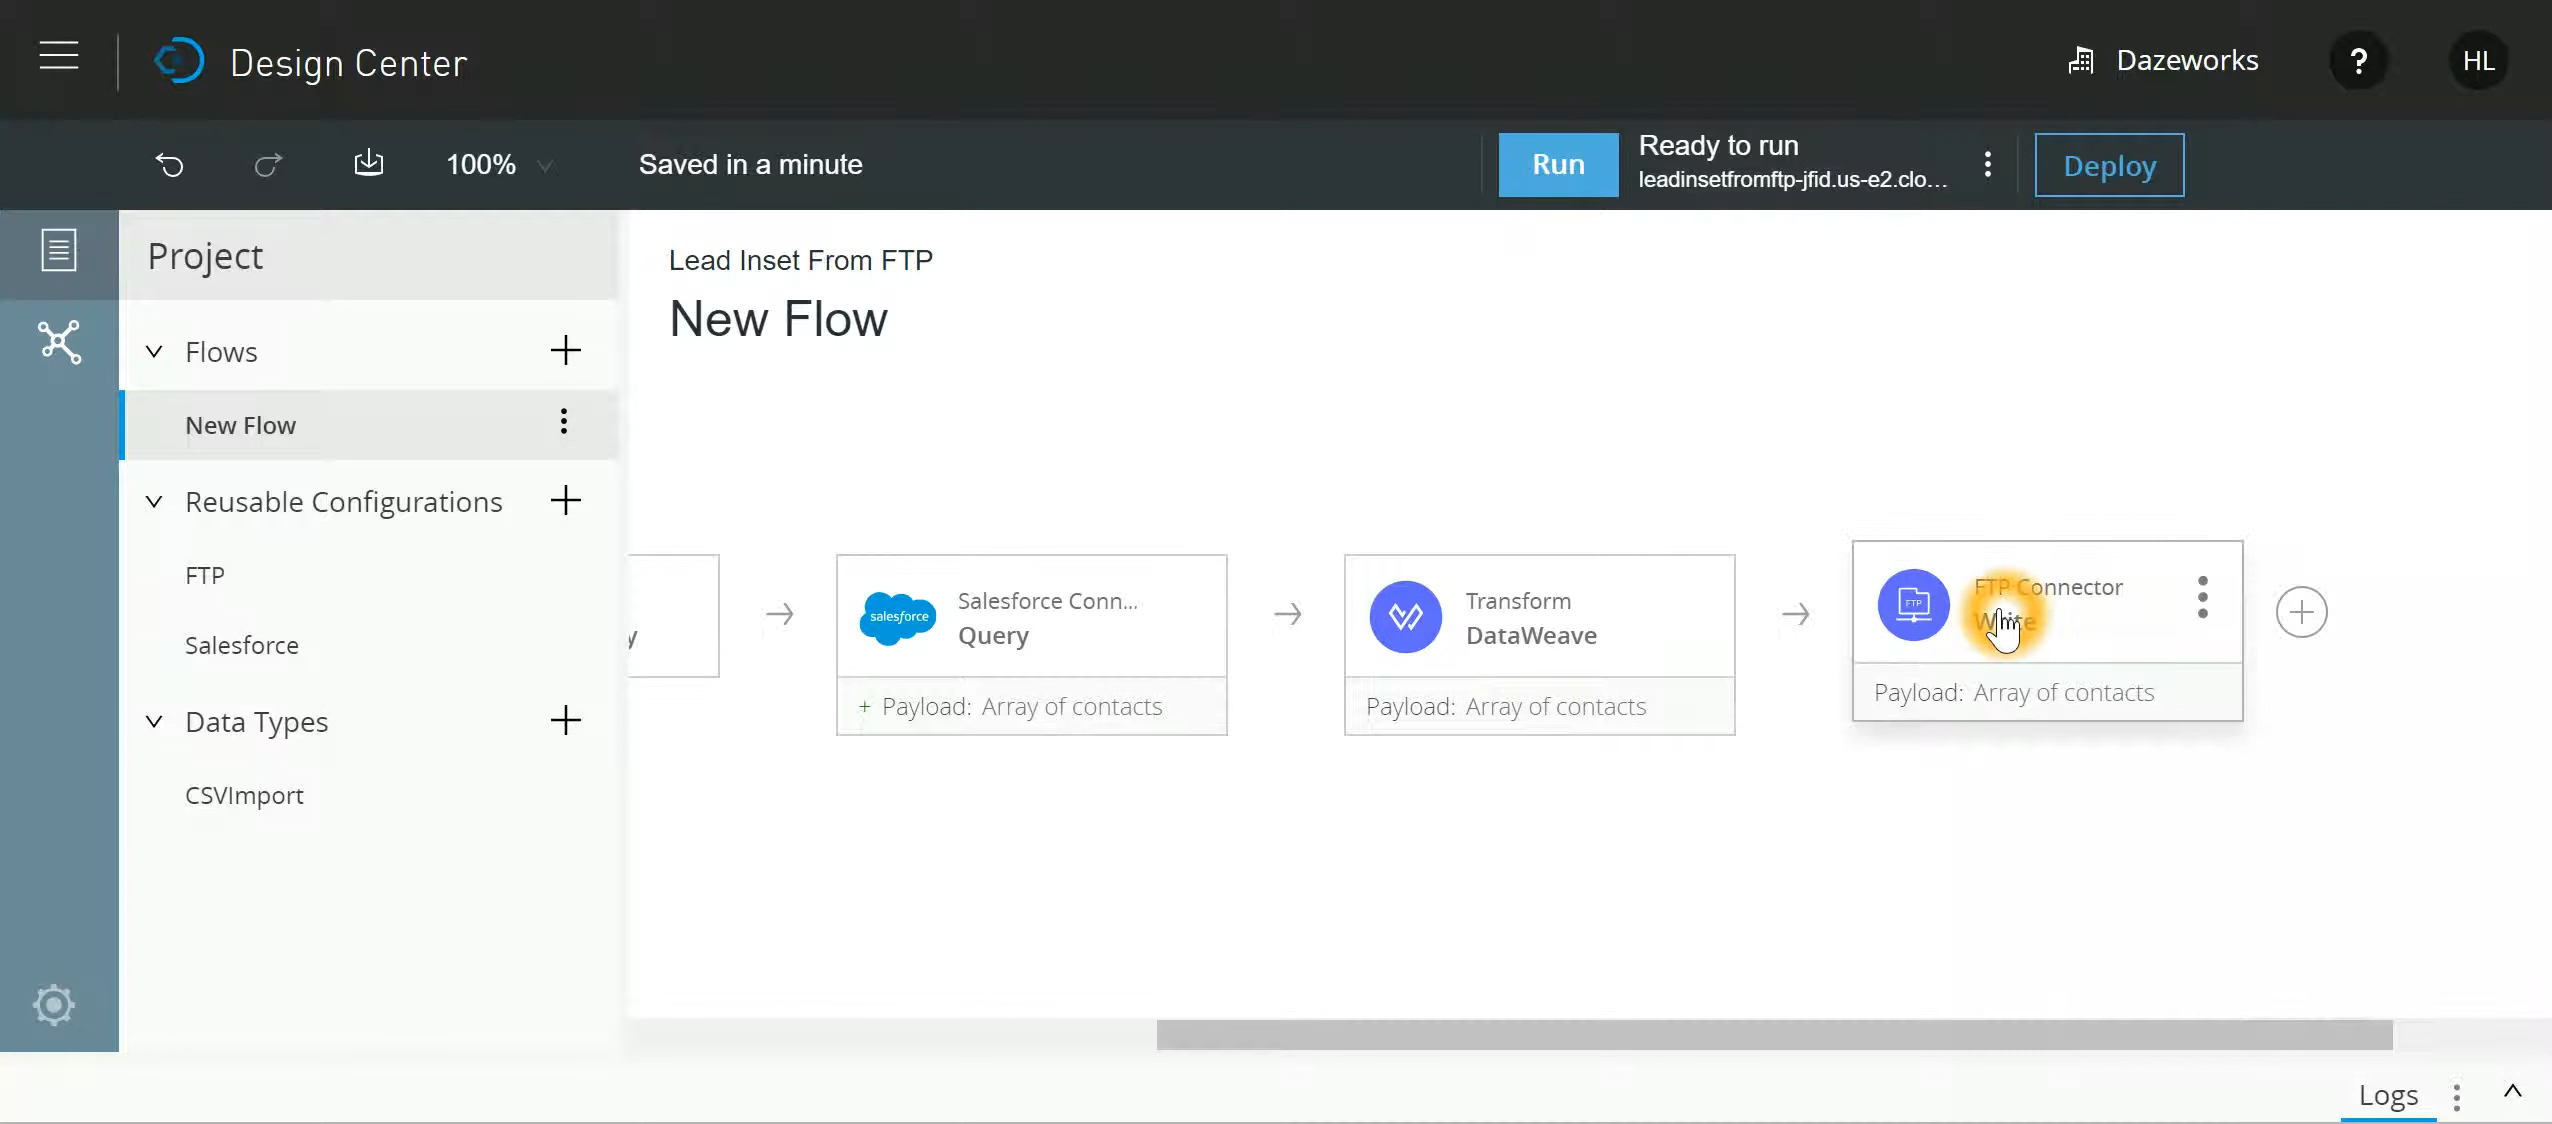 Design Center
Dazeworks
?
HL
100%
Saved in a minute
Run
Ready to run
leadinsetfromftp-jfid.us-e2.clo...
Deploy
Project
Flows
New Flow
Reusable Configurations
FTP
Salesforce
Data Types
CSVImport
Lead Inset From FTP
New Flow
y
salesforce
Salesforce Conn...
Query
+ Payload: Array of contacts
Transform
DataWeave
Payload: Array of contacts
FTP
FTP Connector
Write
Payload: Array of contacts
Logs